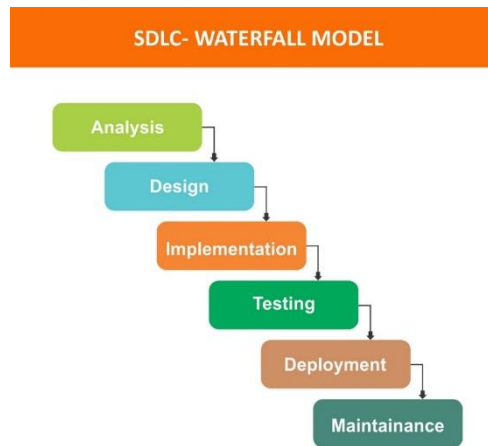 SDLC- WATERFALL MODEL
Analysis
Design
Implementation
Testing
Deployment
Maintainance